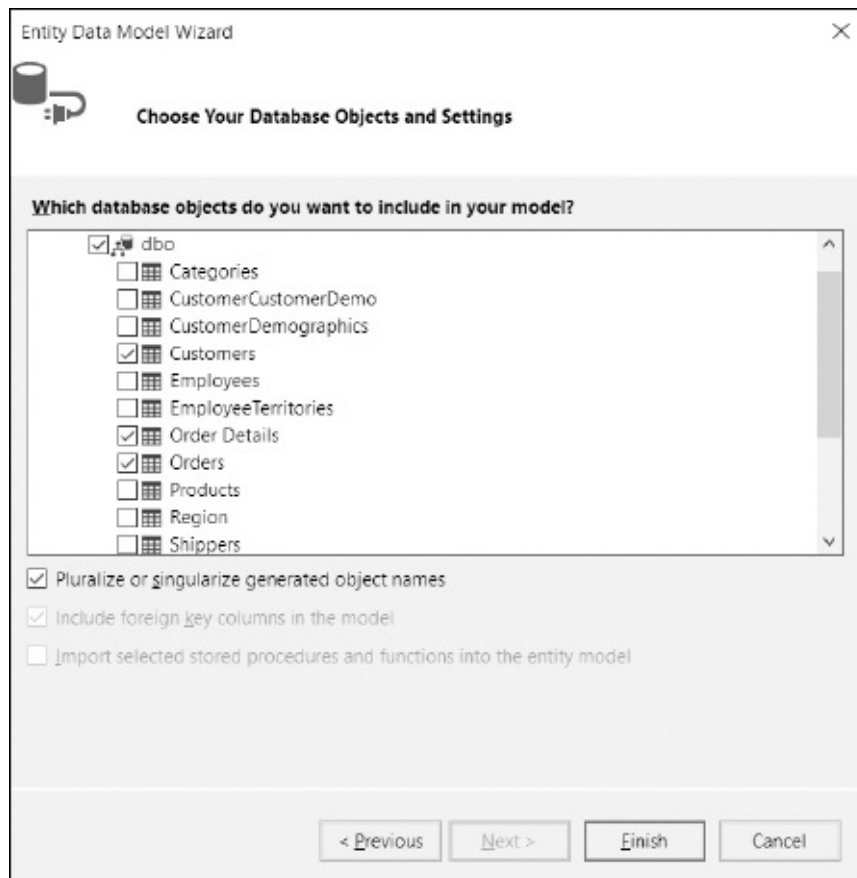 Entity Data Model Wizard
Choose Your Database Objects and Settings
Which database objects do you want to include in your model?
dbo
Categories
CustomerCustomerDemo
CustomerDemographics
Customers
Employees
EmployeeTerritories
Order Details
Orders
Products
Region
Shippers
Pluralize or singularize generated object names
Include foreign key columns in the model
Import selected stored procedures and functions into the entity model
< Previous
Next >
Finish
Cancel